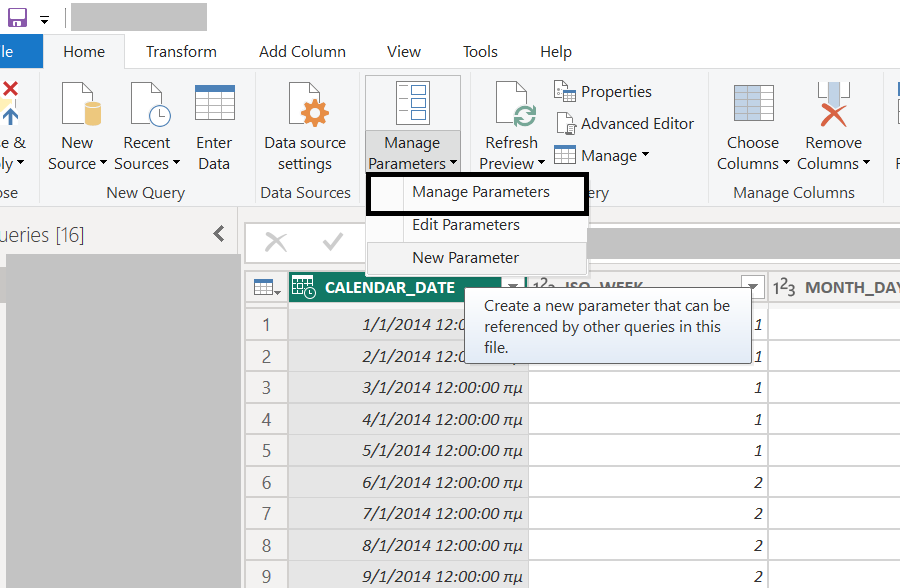 le
Home
Transform
Add Column
View
Tools
Help
New
Source
Recent
Sources
Enter
Data
Data source
settings
Manage
Parameters
Refresh
Preview
Properties
Advanced Editor
Manage
Choose
Columns
Remove
Columns
e &
ly
ose
New Query
Data Sources
ery
Manage Columns
Manage Parameters
Edit Parameters
New Parameter
ueries [16]
CALENDAR_DATE
ISO_WEEK
1²3 MONTH_DAY
Create a new parameter that can be
referenced by other queries in this
file.
1 1/1/2014 12:0 1
2 2/1/2014 12:0 1
3 3/1/2014 12:00:00 πμ 1
4 4/1/2014 12:00:00 πμ 1
5 5/1/2014 12:00:00 πμ 1
6 6/1/2014 12:00:00 πμ 2
7 7/1/2014 12:00:00 πμ 2
8 8/1/2014 12:00:00 πμ 2
9 9/1/2014 12:00:00 πμ 2